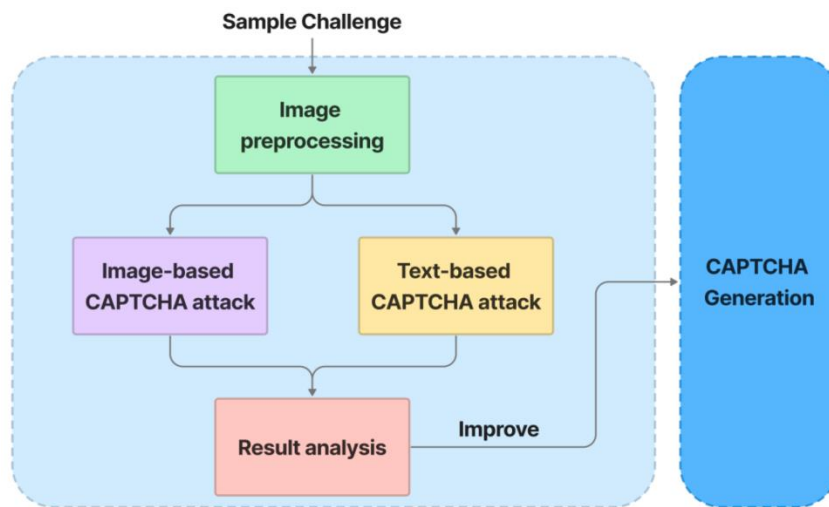 Sample Challenge
Image
preprocessing
Image-based
CAPTCHA attack
Text-based
CAPTCHA attack
CAPTCHA
Generation
Result analysis
Improve